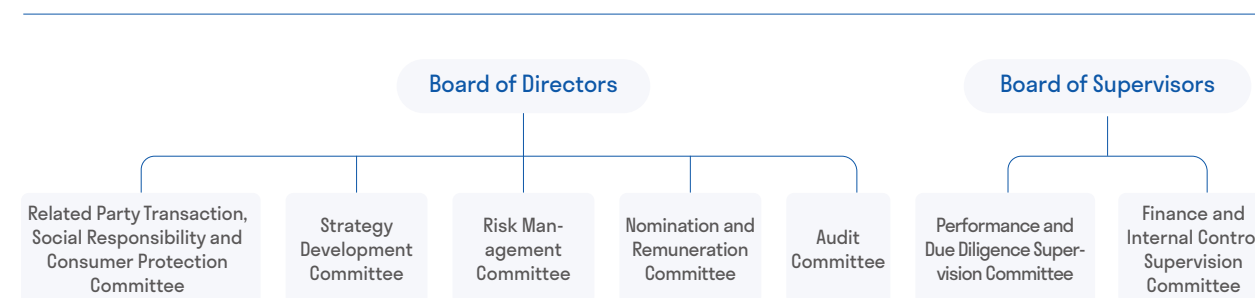 Board of Directors
Board of Supervisors
Related Party Transaction,
Social Responsibility and
Consumer Protection
Committee
Strategy
Development
Committee
Risk Man-
agement
Committee
Nomination and
Remuneration
Committee
Audit
Committee
Performance and
Due Diligence Super-
vision Committee
Finance and
Internal Contro
Supervision
Committee